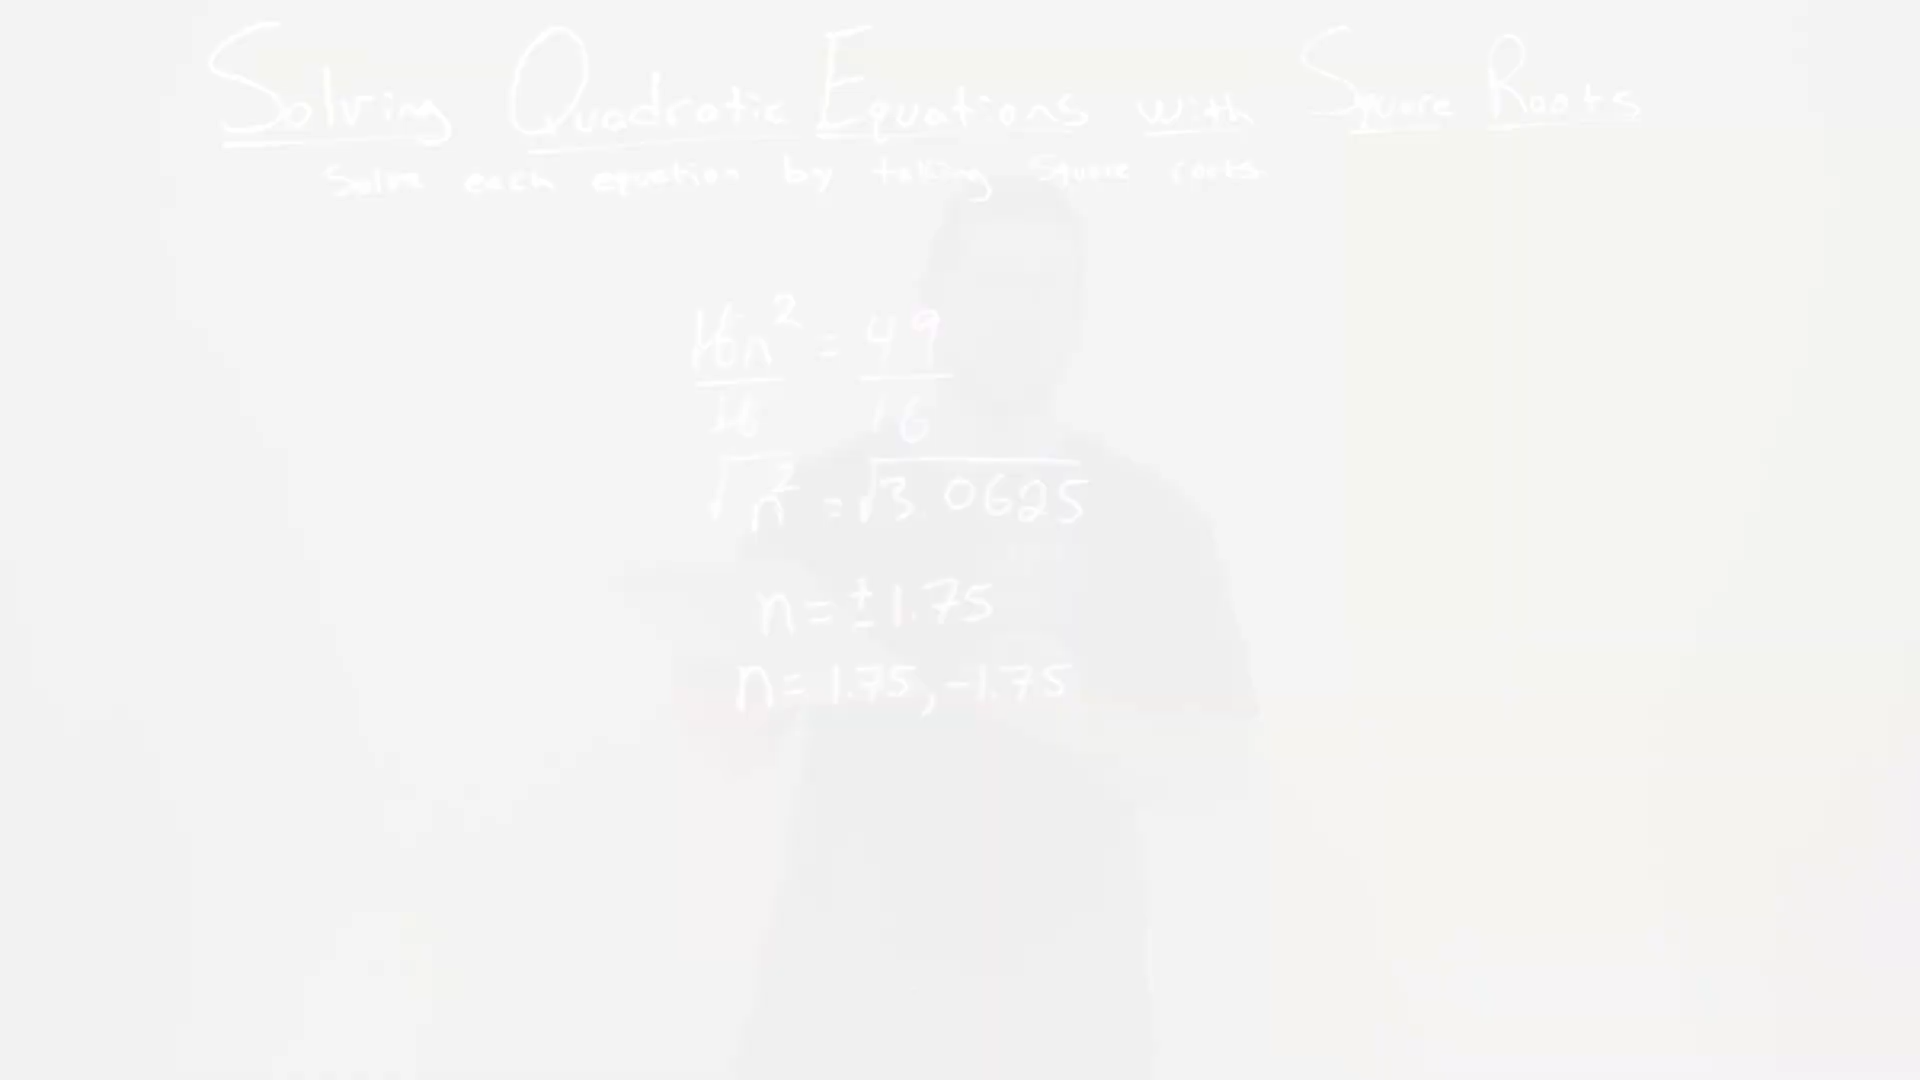 Solving Quadratic Equations with Square Roots
Solve each equation by taking square roots
16n² = 49
16 16
√n² = √3.0625
n = ±1.75
n = 1.75, -1.75